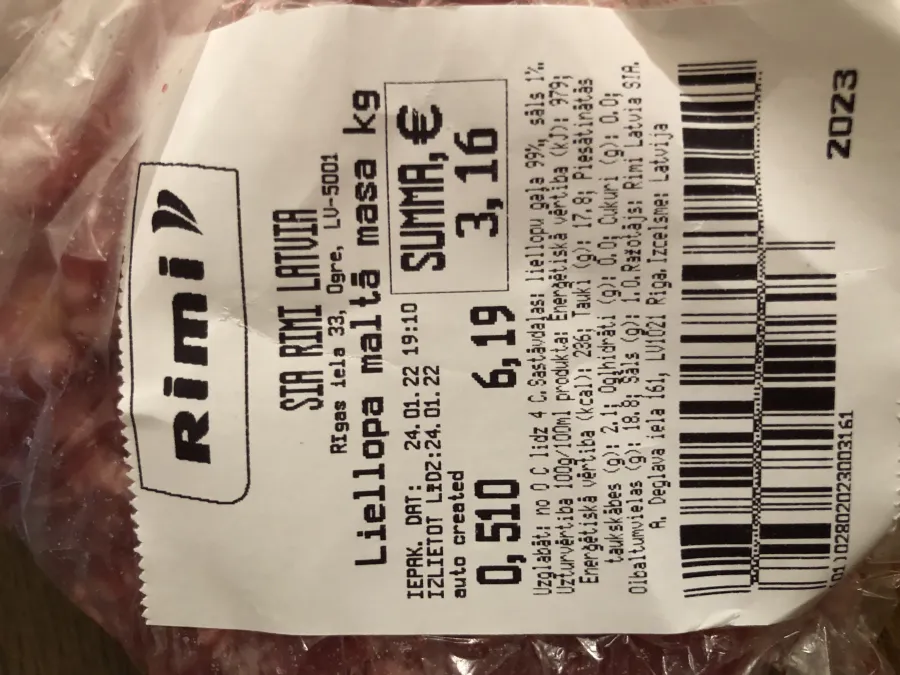 Rimi
SIA RIMI LATVIA
RIgas iela 33, Ogre, LV-5001
Liellopa maltā masa kg
IEPAK. DAT: 24.01.22 19:10
IZLIETOT LĪDZ:24.01.22
auto created
SUMMA,€
0,510 6,19 3,16
Uzglabāt: no 0 C līdz 4 C.Sastāvdaļas: liellopu gaļa 99%, sāls 1%.
Uzturvērtība 100g/100ml produkta: Enerģētiskā vērtība (kJ): 979;
Enerģētiskā vērtība (kcal): 236; Tauki (g): 17.8; Piesātinātās
taukskābes (g): 2.1; Ogļhidrāti (g): 0.0; Cukuri (g): 0.0;
Olbaltumvielas (g): 18.8; Sāls (g): 1.0.Ražotājs: Rimi Latvia SIA.
A. Deglava iela 161, LV1021 Rīga.Izcelsme: Latvija
01)02802023003161
2023